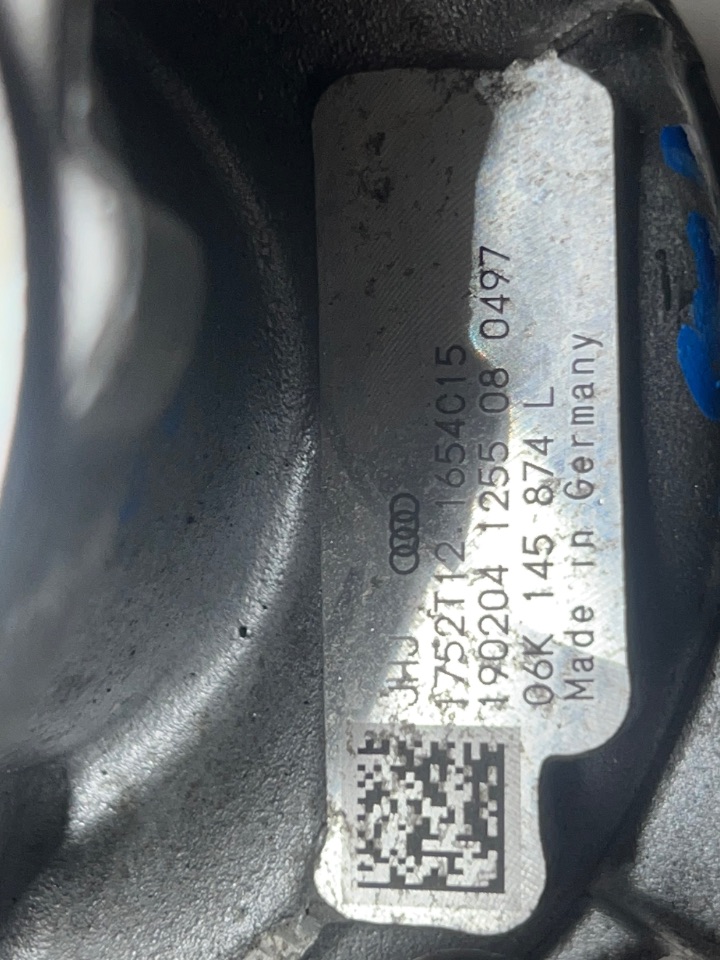 JHJ
1752T12.1654C15
190204 1255 08 0497
06K 145 874 L
Made in Germany